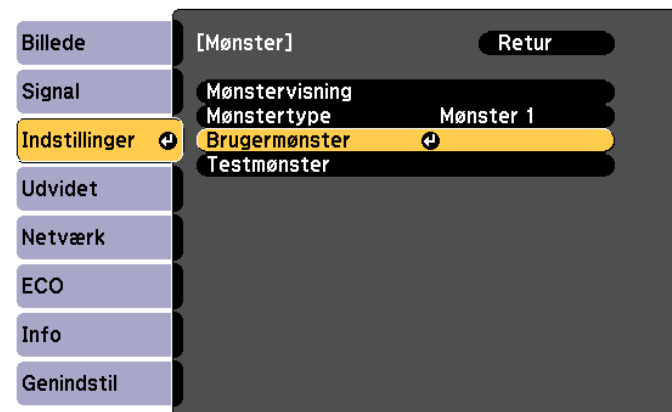 Billede
Signal
Indstillinger
Udvidet
Netværk
ECO
Info
Genindstil
[Mønster] Retur
Mønstervisning
Mønstertype Mønster 1
Brugermønster
Testmønster